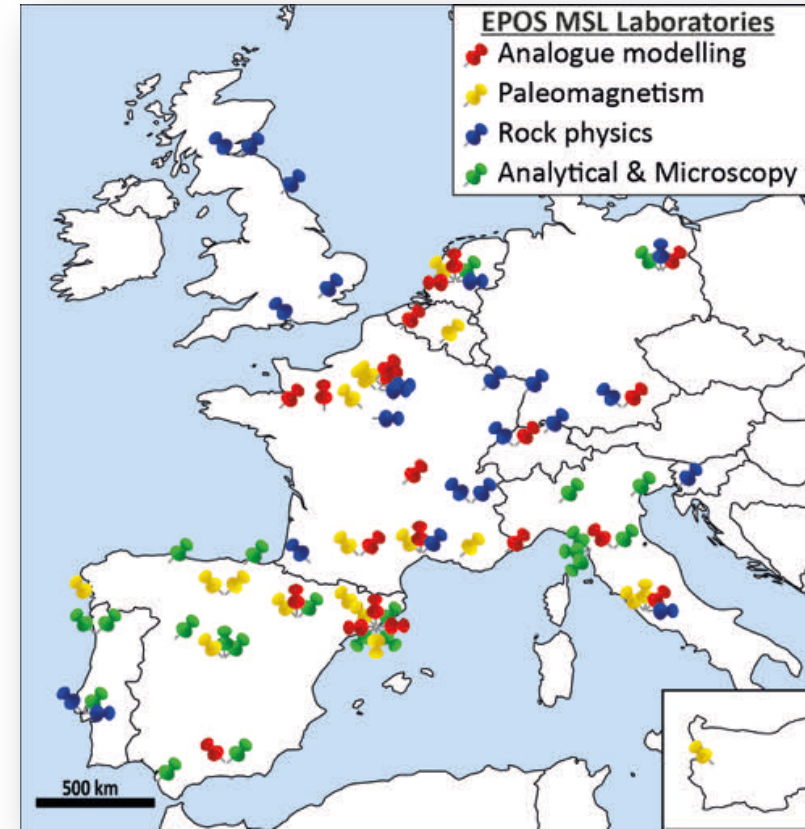 EPOS MSL Laboratories
Analogue modelling
Paleomagnetism
Rock physics
Analytical & Microscopy
500 km